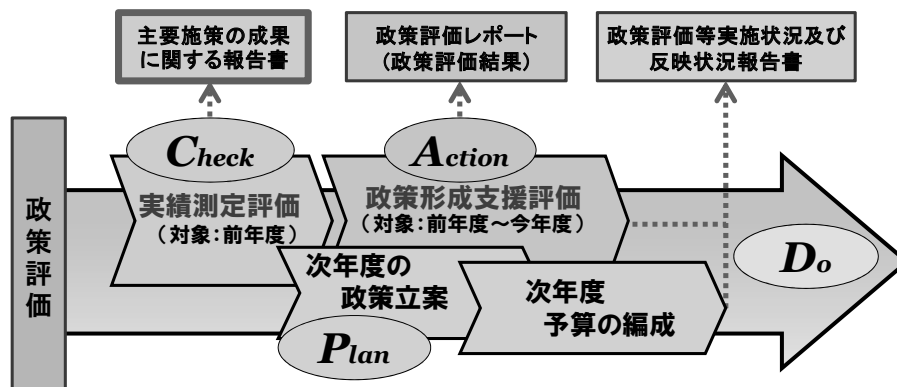 主要施策の成果
に関する報告書
政策評価レポート
(政策評価結果)
政策評価等実施状況及び
反映状況報告書
政策評価
Check
実績測定評価
(対象:前年度)
Action
政策形成支援評価
(対象:前年度~今年度)
次年度の
政策立案
Plan
次年度
予算の編成
Do